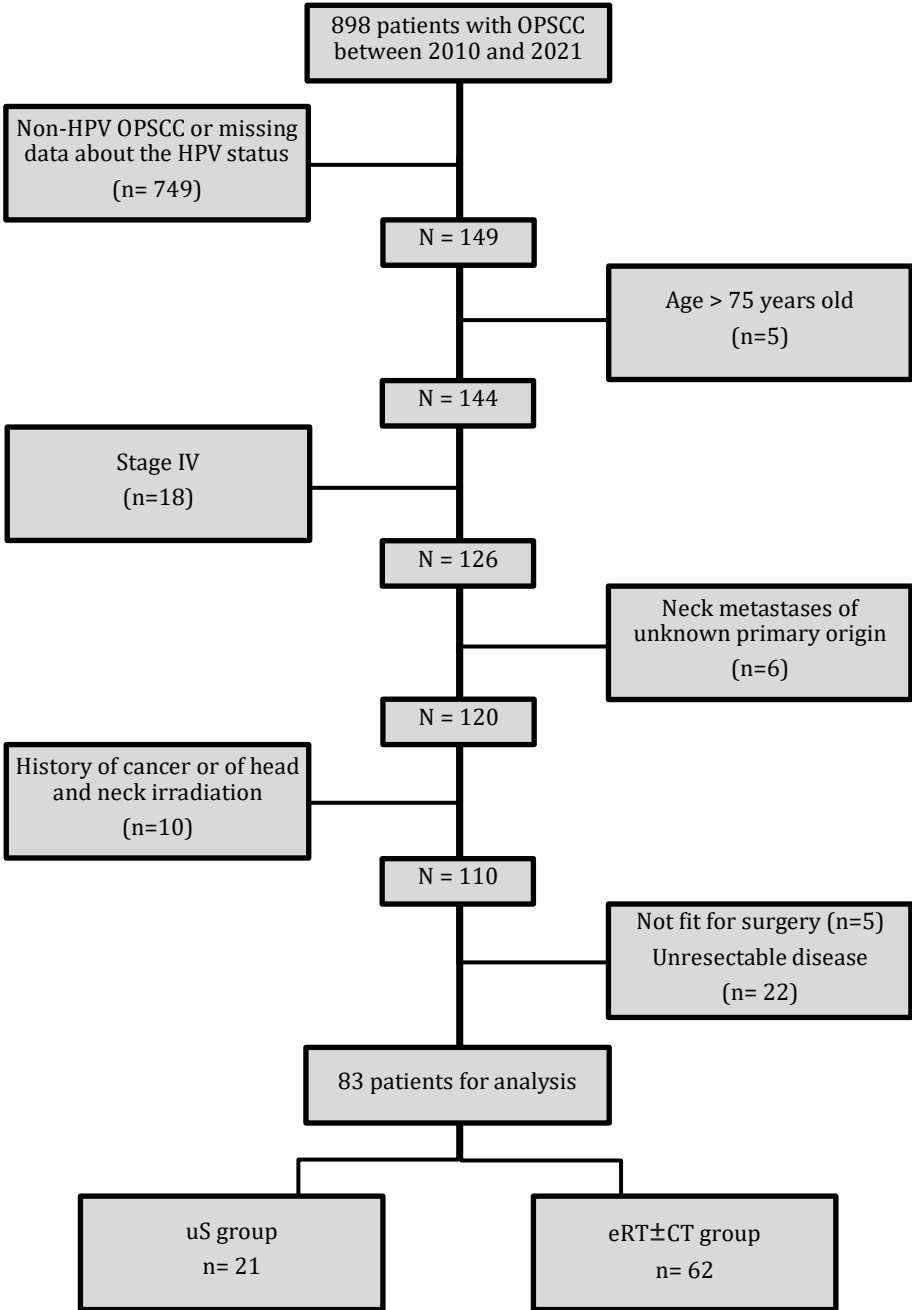 898 patients with OPSCC
between 2010 and 2021
Non-HPV OPSCC or missing
data about the HPV status
(n= 749)
N = 149
Age > 75 years old
(n=5)
N = 144
Stage IV
(n=18)
N = 126
Neck metastases of
unknown primary origin
(n=6)
N = 120
History of cancer or of head
and neck irradiation
(n=10)
N = 110
Not fit for surgery (n=5)
Unresectable disease
(n= 22)
83 patients for analysis
uS group
n= 21
eRT±CT group
n= 62